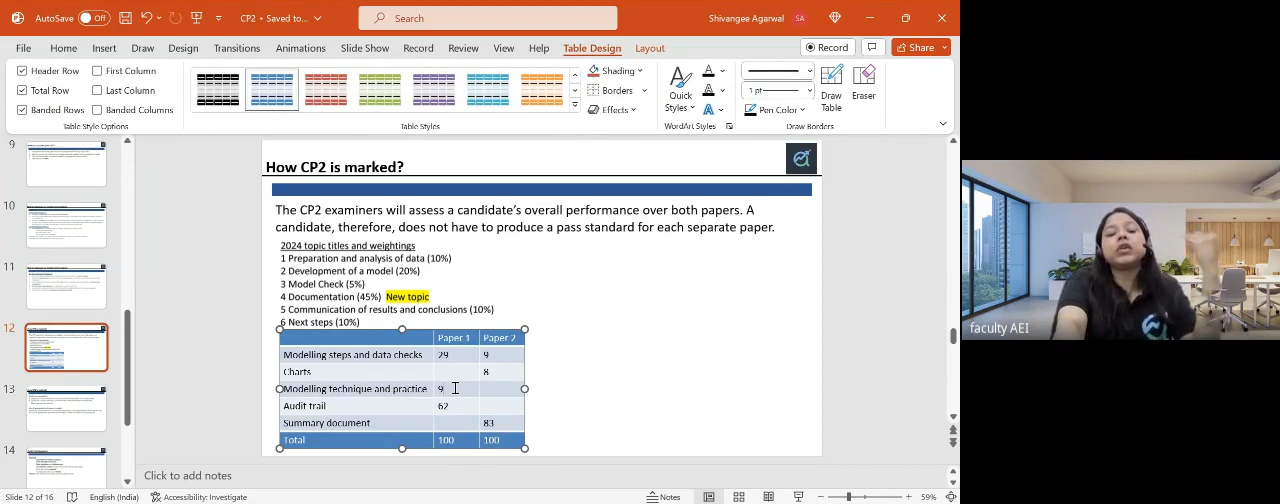 AutoSave Off CP2 • Saved to... Search Shivangee Agarwal SA
File Home Insert Draw Design Transitions Animations Slide Show Record Review View Help Table Design Layout Record Share
Header Row First Column Shading
Total Row Last Column Borders 1 pt
Banded Rows Banded Columns Effects Quick Styles Pen Color Draw Table Eraser
Table Style Options Table Styles WordArt Styles Draw Borders
9
10
11
12
13
14
How CP2 is marked?
The CP2 examiners will assess a candidate's overall performance over both papers. A
candidate, therefore, does not have to produce a pass standard for each separate paper.
2024 topic titles and weightings
1 Preparation and analysis of data (10%)
2 Development of a model (20%)
3 Model Check (5%)
4 Documentation (45%) New topic
5 Communication of results and conclusions (10%)
6 Next steps (10%)
Paper 1 Paper 2
Modelling steps and data checks 29 9
Charts 8
Modelling technique and practice 9
Audit trail 62
Summary document 83
Total 100 100
faculty AEI
Click to add notes
Slide 12 of 16 English (India) Accessibility: Investigate Notes 59%